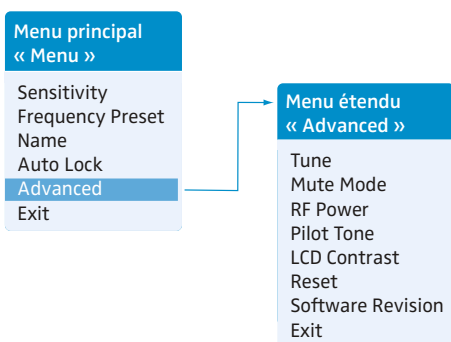 Menu principal
« Menu »
Sensitivity
Frequency Preset
Name
Auto Lock
Advanced
Exit
Menu étendu
« Advanced »
Tune
Mute Mode
RF Power
Pilot Tone
LCD Contrast
Reset
Software Revision
Exit